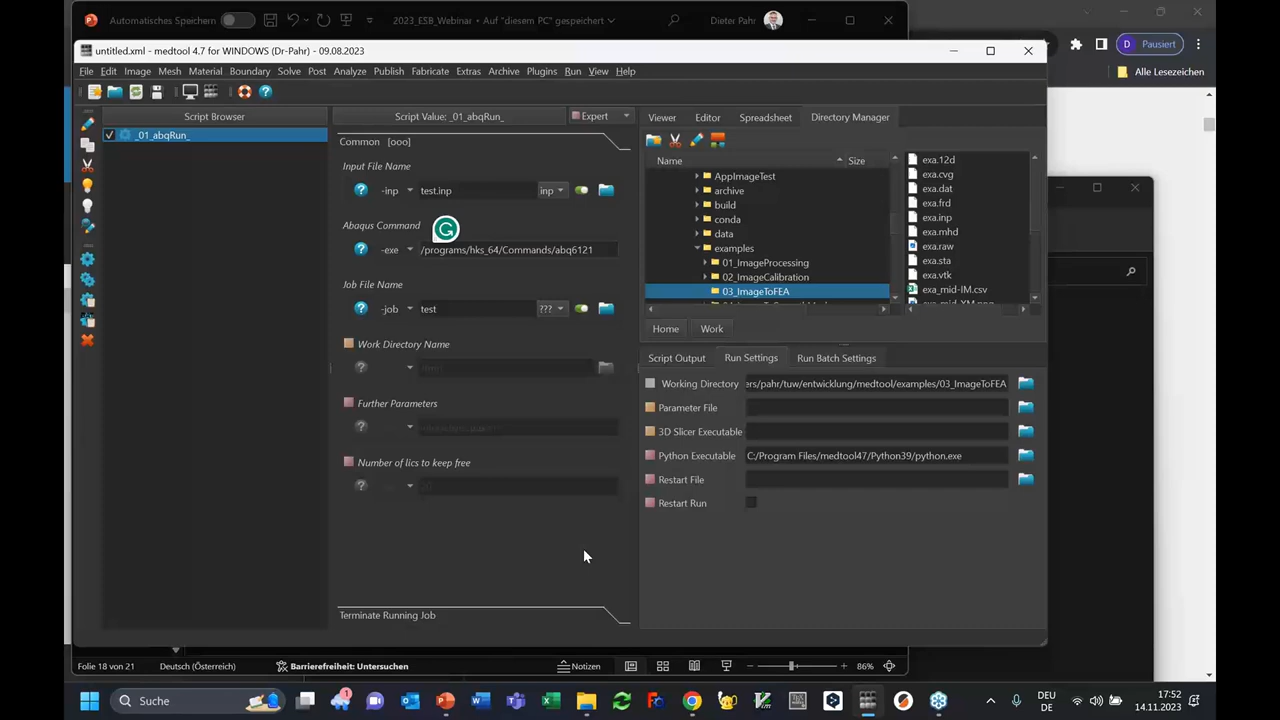 Automatisches Speichern
2023_ESB_Webinar • Auf "diesem PC" gespeichert
Dieter Pahr
untitled.xml - medtool 4.7 for WINDOWS (Dr-Pahr) - 09.08.2023
D Pausiert
File Edit Image Mesh Material Boundary Solve Post Analyze Publish Fabricate Extras Archive Plugins Run View Help
Alle Lesezeichen
Script Browser
Script Value: _01_abqRun_
Expert
Viewer Editor Spreadsheet Directory Manager
_01_abqRun_
Common [ooo]
Input File Name
-inp test.inp inp
Abaqus Command
-exe /programs/hks_64/Commands/abq6121
Job File Name
-job test ???
Work Directory Name
Further Parameters
Number of lics to keep free
20
Terminate Running Job
Name Size
AppImageTest
archive
build
conda
data
examples
01_ImageProcessing
02_ImageCalibration
03_ImageToFEA
exa.12d
exa.cvg
exa.dat
exa.frd
exa.inp
exa.mhd
exa.raw
exa.sta
exa.vtk
exa_mid-IM.csv
exa_mid-XM.png
Home Work
Script Output Run Settings Run Batch Settings
Working Directory ers/pahr/tuw/entwicklung/medtool/examples/03_ImageToFEA
Parameter File
3D Slicer Executable
Python Executable C:/Program Files/medtool47/Python39/python.exe
Restart File
Restart Run
Folie 18 von 21 Deutsch (Österreich) Barrierefreiheit: Untersuchen Notizen 86%
Suche
1
DEU
DE
17:52
14.11.2023